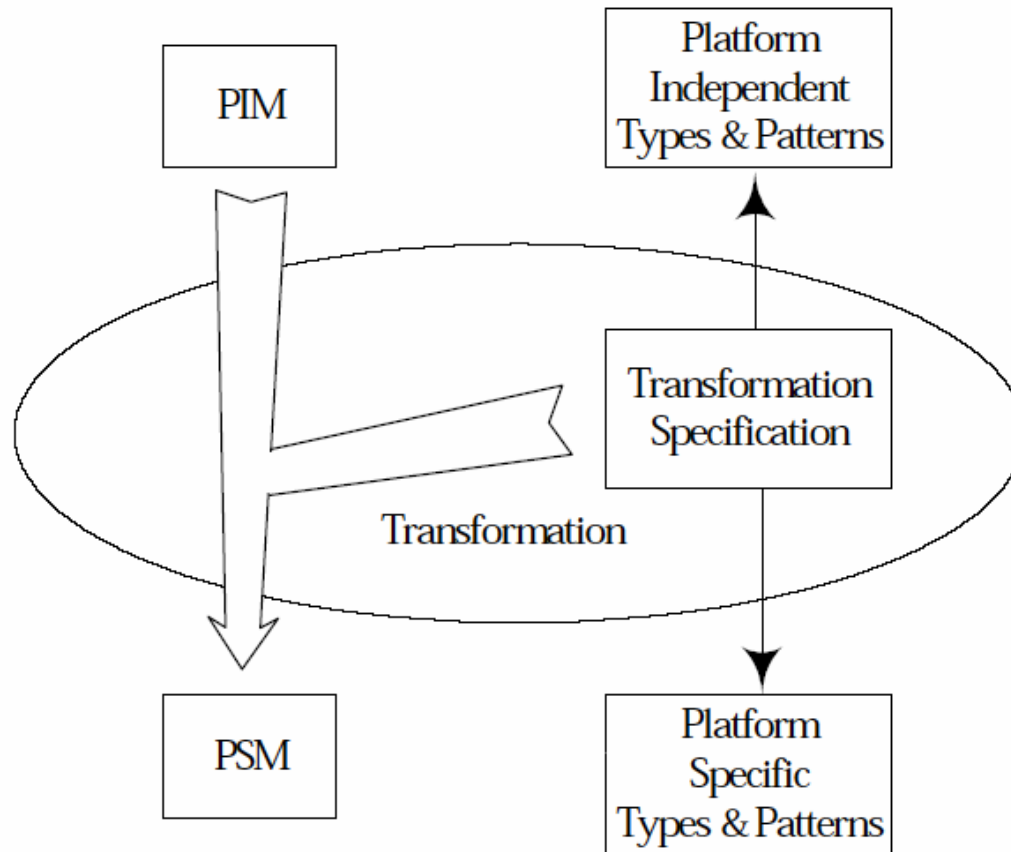 PIM
Platform
Independent
Types & Patterns
Transformation
Specification
Transformation
PSM
Platform
Specific
Types & Patterns